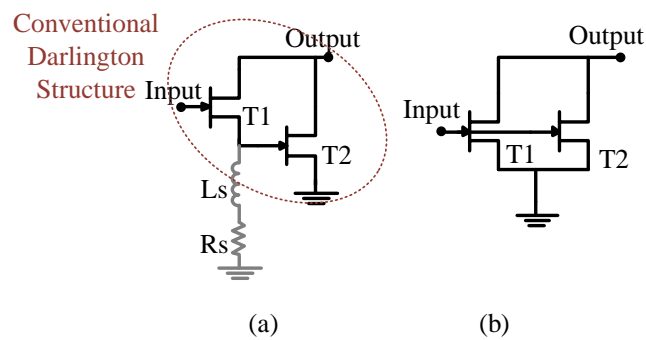 Conventional
Darlington
Structure
Output
Input
T1
T2
Ls
Rs
(a)
Output
Input
T1
T2
(b)